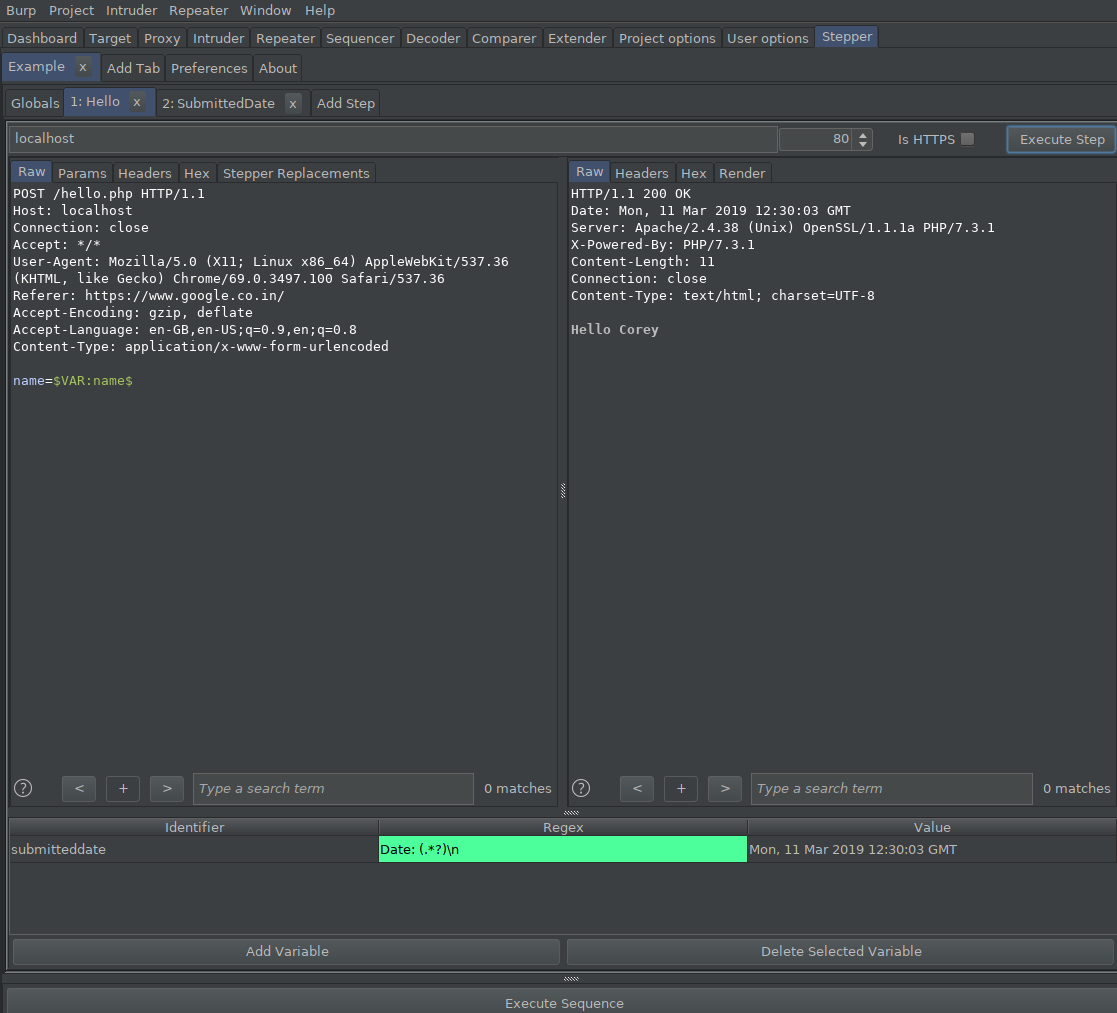 Burp Project Intruder Repeater Window Help
Dashboard Target Proxy Intruder Repeater Sequencer Decoder Comparer Extender Project options User options Stepper
Example x Add Tab Preferences About
Globals 1: Hello x 2: SubmittedDate x Add Step
localhost 80 Is HTTPS Execute Step
Raw Params Headers Hex Stepper Replacements
POST /hello.php HTTP/1.1
Host: localhost
Connection: close
Accept: */*
User-Agent: Mozilla/5.0 (X11; Linux x86_64) AppleWebKit/537.36
(KHTML, like Gecko) Chrome/69.0.3497.100 Safari/537.36
Referer: https://www.google.co.in/
Accept-Encoding: gzip, deflate
Accept-Language: en-GB,en-US;q=0.9,en;q=0.8
Content-Type: application/x-www-form-urlencoded
name=$VAR:name$
? < + > Type a search term 0 matches
Raw Headers Hex Render
HTTP/1.1 200 OK
Date: Mon, 11 Mar 2019 12:30:03 GMT
Server: Apache/2.4.38 (Unix) OpenSSL/1.1.1a PHP/7.3.1
X-Powered-By: PHP/7.3.1
Content-Length: 11
Connection: close
Content-Type: text/html; charset=UTF-8
Hello Corey
? < + > Type a search term 0 matches
Identifier Regex Value
submitteddate Date: (.*?)\n Mon, 11 Mar 2019 12:30:03 GMT
Add Variable Delete Selected Variable
Execute Sequence